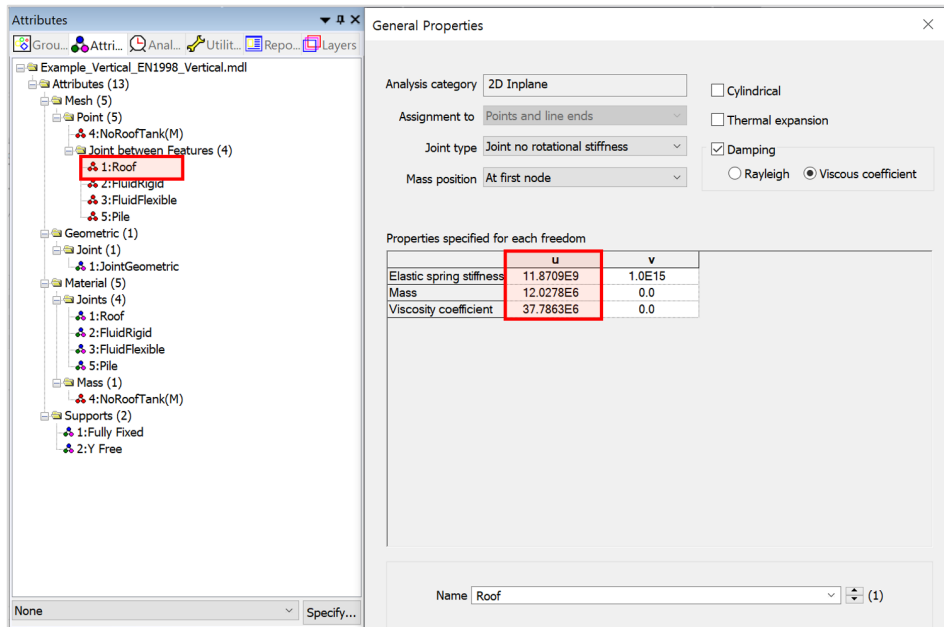 Attributes
Grou... Attri... Anal... Utilit... Repo... Layers
Example_Vertical_EN1998_Vertical.mdl
Attributes (13)
Mesh (5)
Point (5)
4:NoRoofTank(M)
Joint between Features (4)
1:Roof
2:FluidRigid
3:FluidFlexible
5:Pile
Geometric (1)
Joint (1)
1:JointGeometric
Material (5)
Joints (4)
1:Roof
2:FluidRigid
3:FluidFlexible
5:Pile
Mass (1)
4:NoRoofTank(M)
Supports (2)
1:Fully Fixed
2:Y Free
None
Specify...
General Properties
Analysis category 2D Inplane
Assignment to Points and line ends
Joint type Joint no rotational stiffness
Mass position At first node
Cylindrical
Thermal expansion
Damping
Rayleigh Viscous coefficient
Properties specified for each freedom
u v
Elastic spring stiffness 11.8709E9 1.0E15
Mass 12.0278E6 0.0
Viscosity coefficient 37.7863E6 0.0
Name Roof (1)